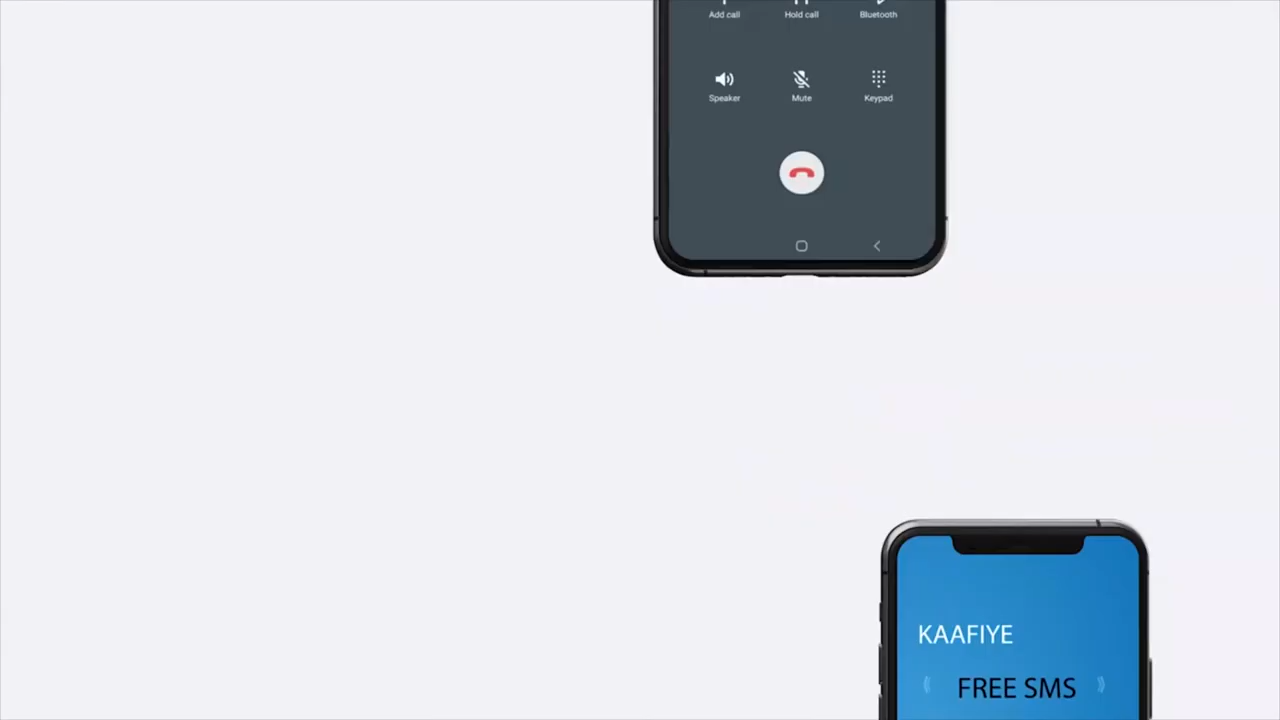 Add call Hold call Bluetooth
Speaker Mute Keypad
KAAFIYE
FREE SMS